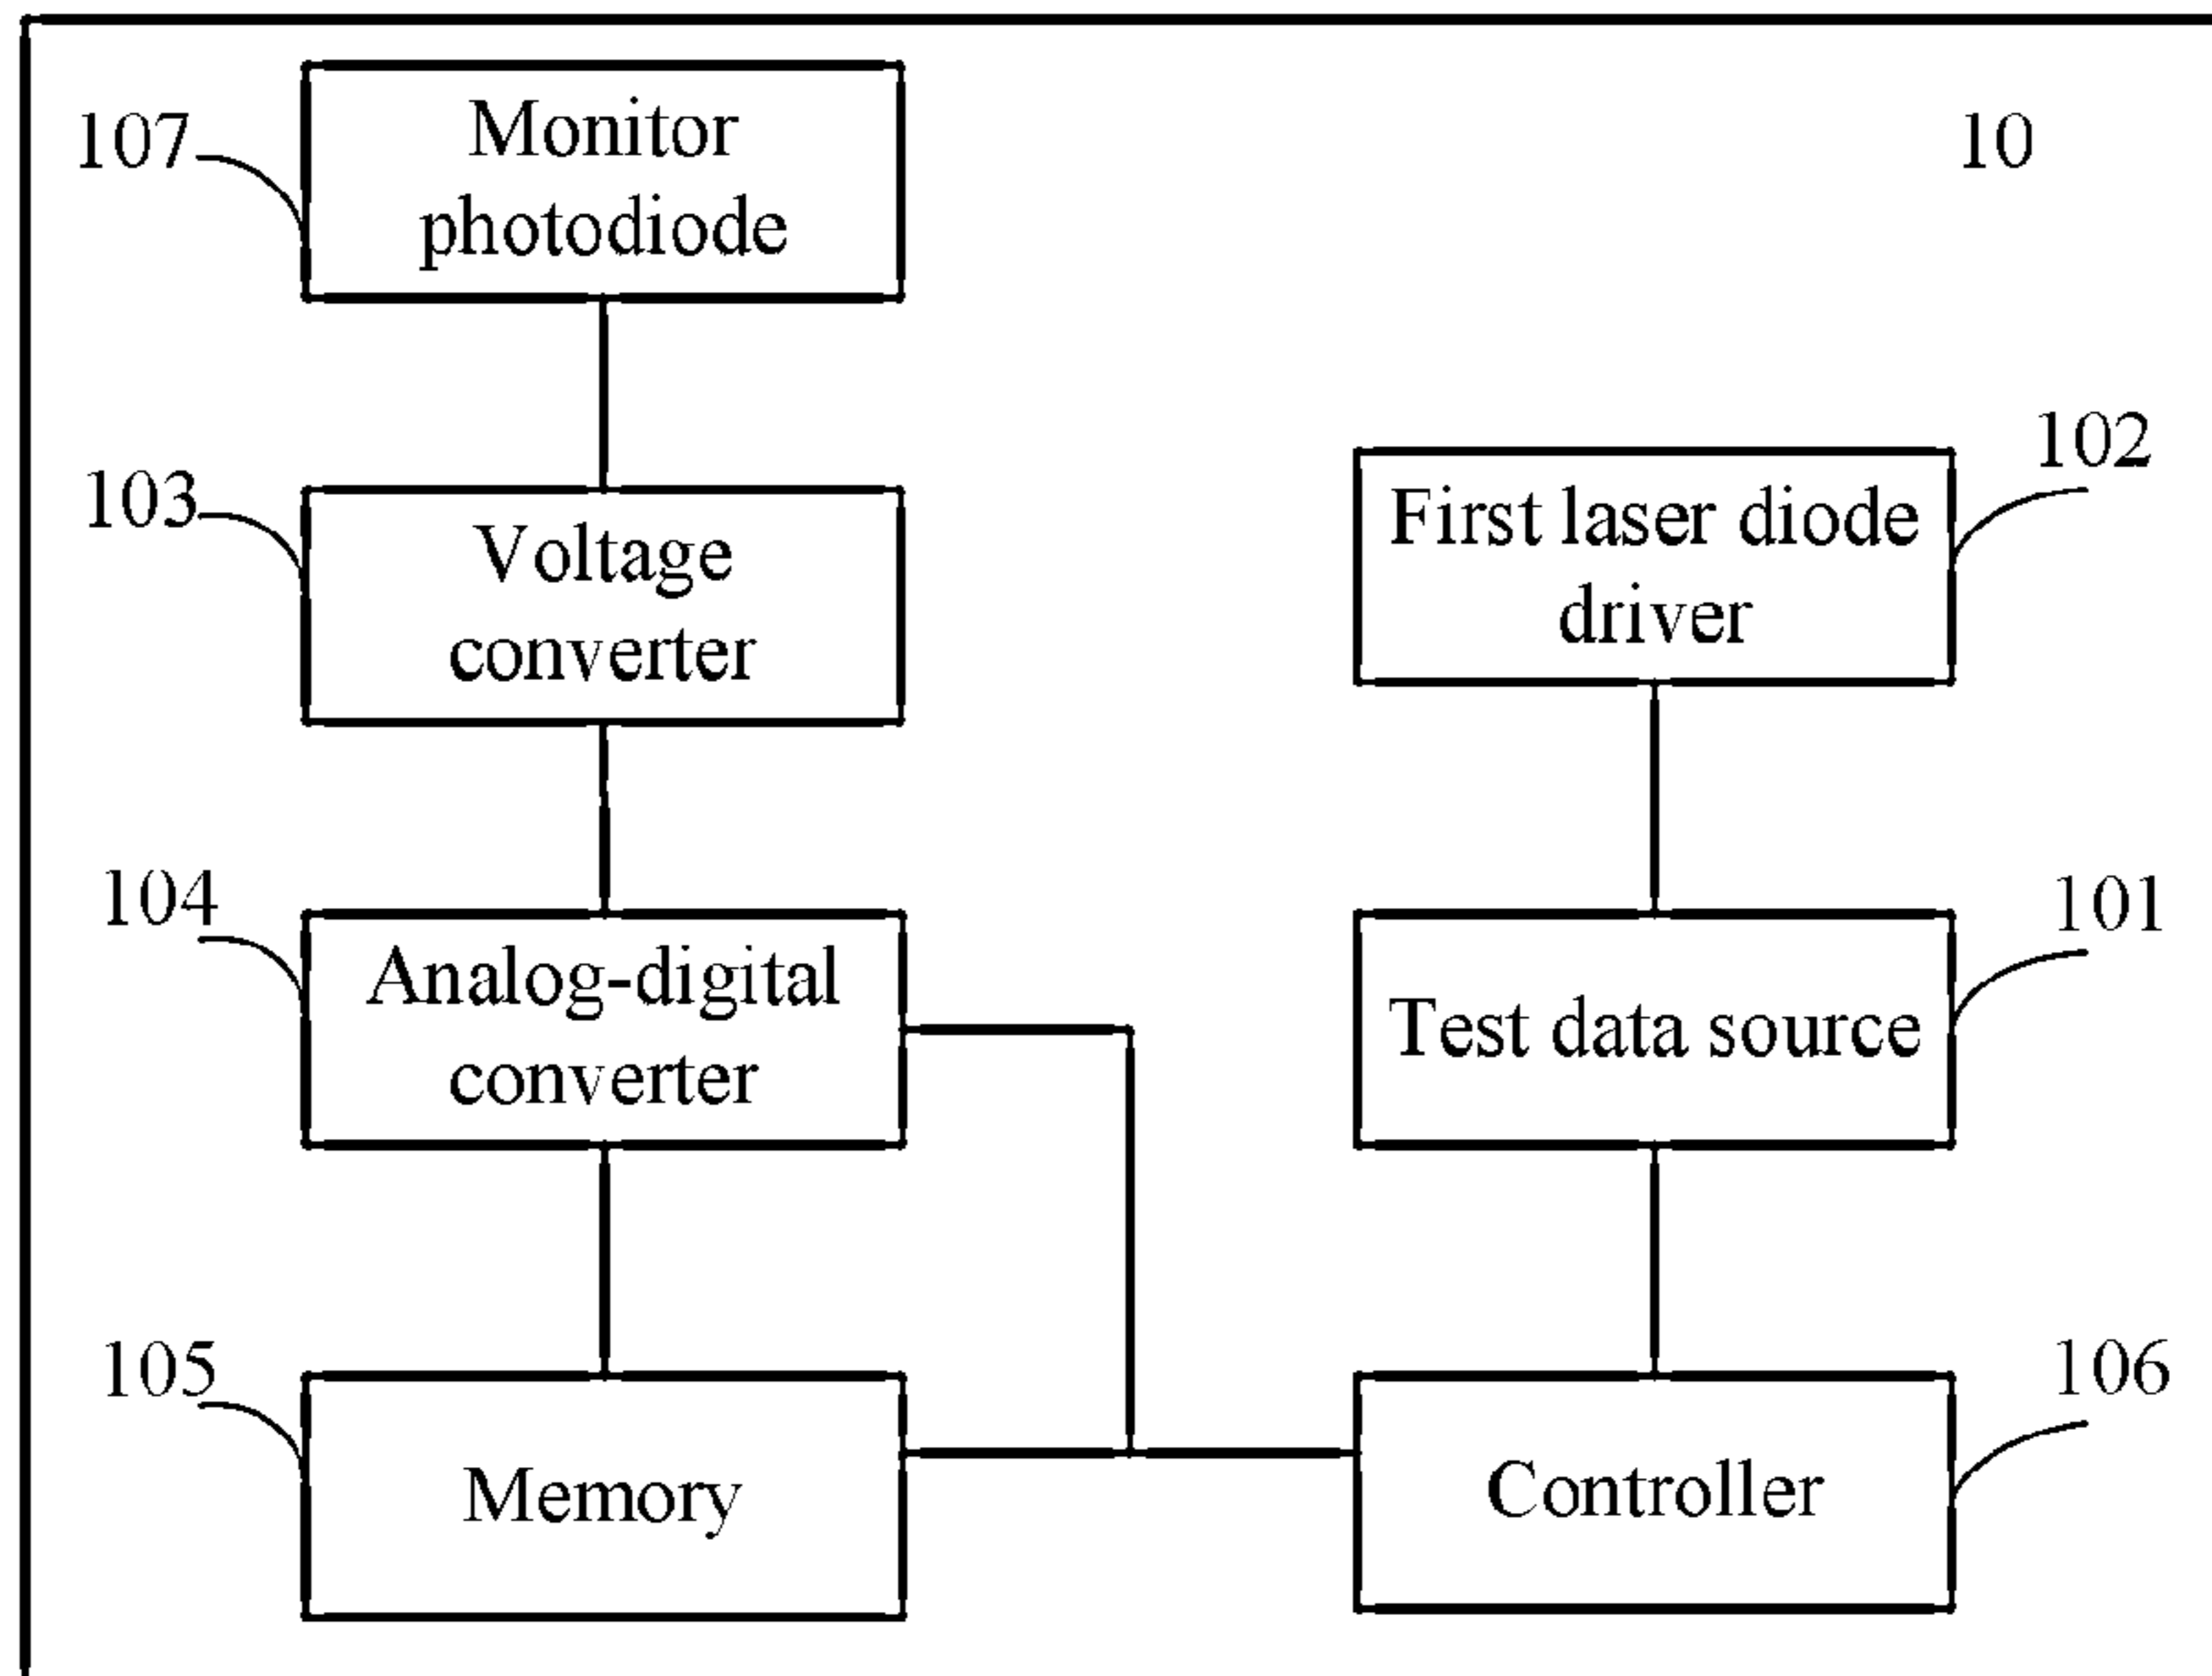 107
Monitor
photodiode
10
103
Voltage
converter
102
First laser diode
driver
104
Analog-digital
converter
101
Test data source
105
Memory
106
Controller